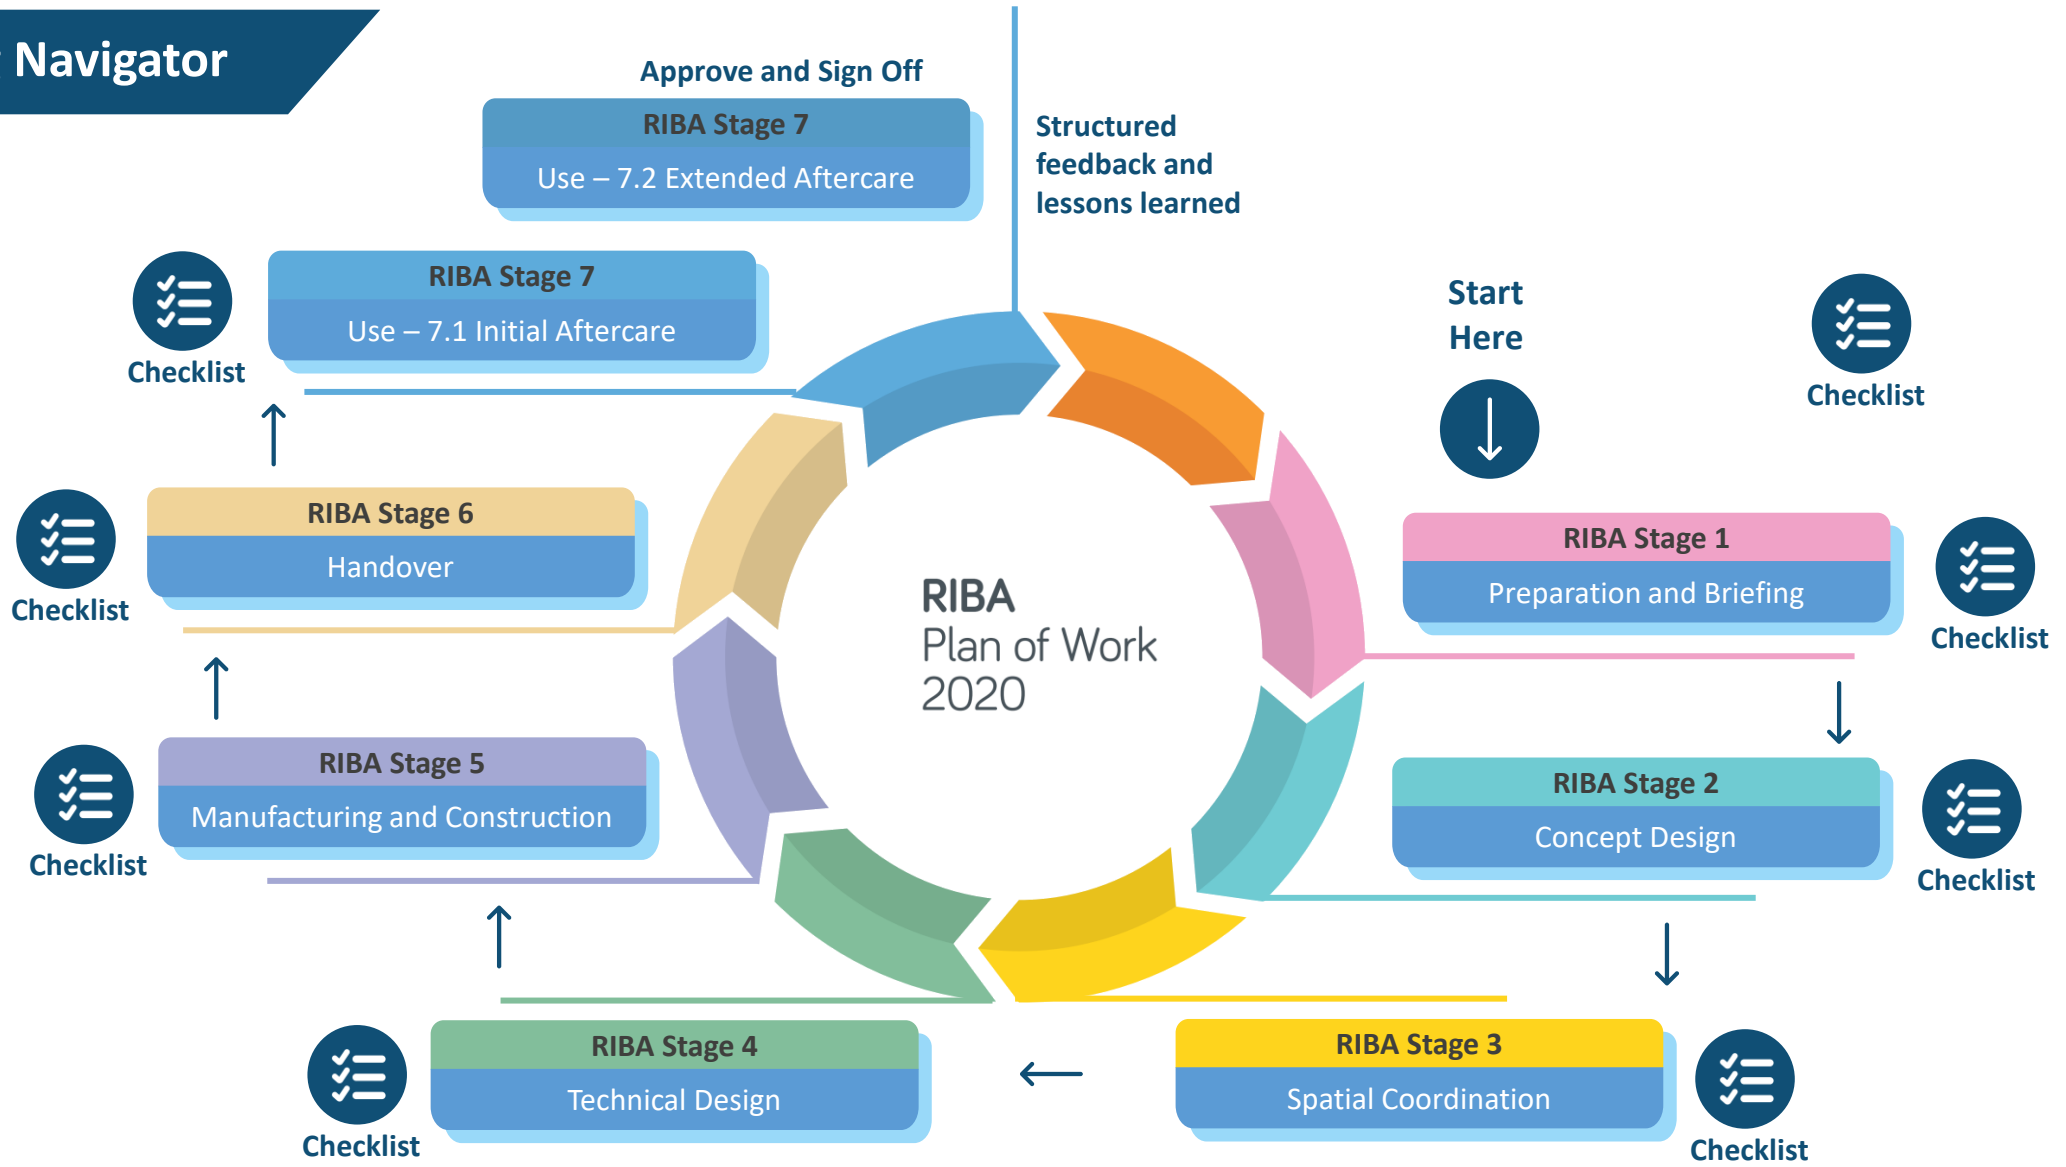 Navigator
Approve and Sign Off
RIBA Stage 7
Use – 7.2 Extended Aftercare
Structured
feedback and
lessons learned
RIBA Stage 7
Use – 7.1 Initial Aftercare
Checklist
Start
Here
Checklist
RIBA Stage 6
Handover
Checklist
RIBA Stage 1
Preparation and Briefing
Checklist
RIBA
Plan of Work
2020
RIBA Stage 5
Manufacturing and Construction
Checklist
RIBA Stage 2
Concept Design
Checklist
RIBA Stage 4
Technical Design
Checklist
RIBA Stage 3
Spatial Coordination
Checklist